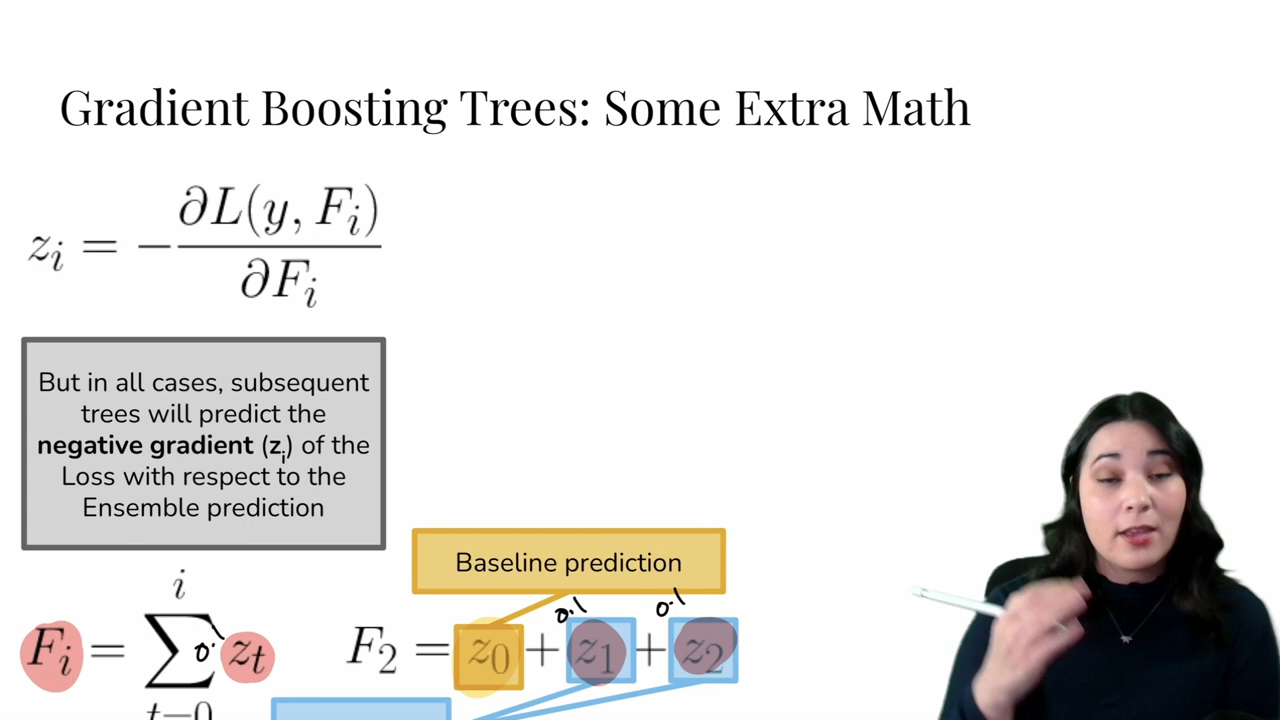 Gradient Boosting Trees: Some Extra Math
z_i = − ∂L(y, F_i) / ∂F_i
But in all cases, subsequent
trees will predict the
negative gradient (z_i) of the
Loss with respect to the
Ensemble prediction
Baseline prediction
0.1 0.1
F_i = ∑_{t=0}^{i} 0.1 z_t
F_2 = z_0 + z_1 + z_2